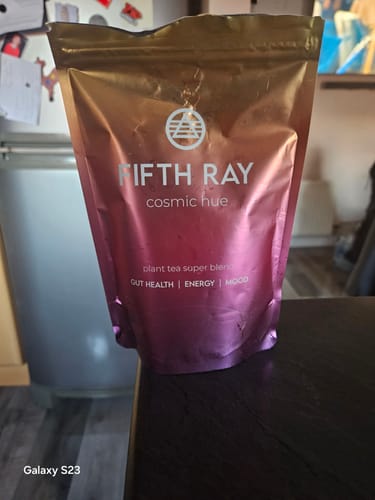 FIFTH RAY
cosmic hue
plant tea super blend
GUT HEALTH | ENERGY | MOOD
Galaxy S23